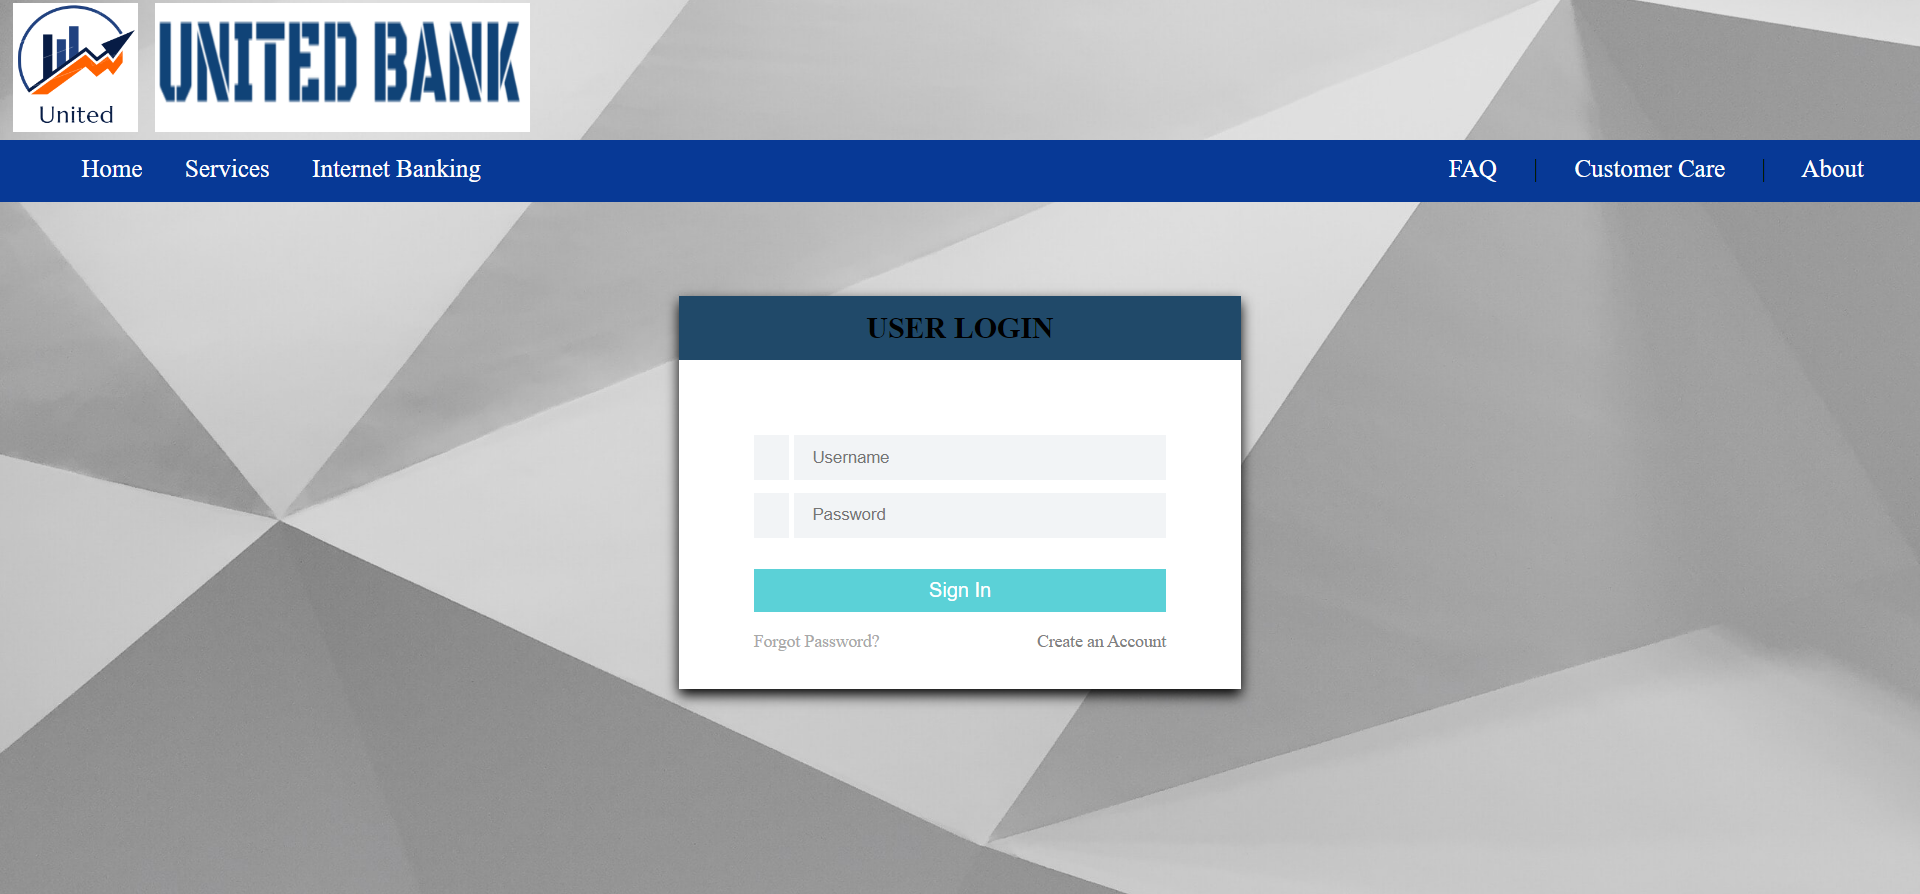 United
UNITED BANK
Home Services Internet Banking FAQ Customer Care About
USER LOGIN
Username
Password
Sign In
Forgot Password? Create an Account